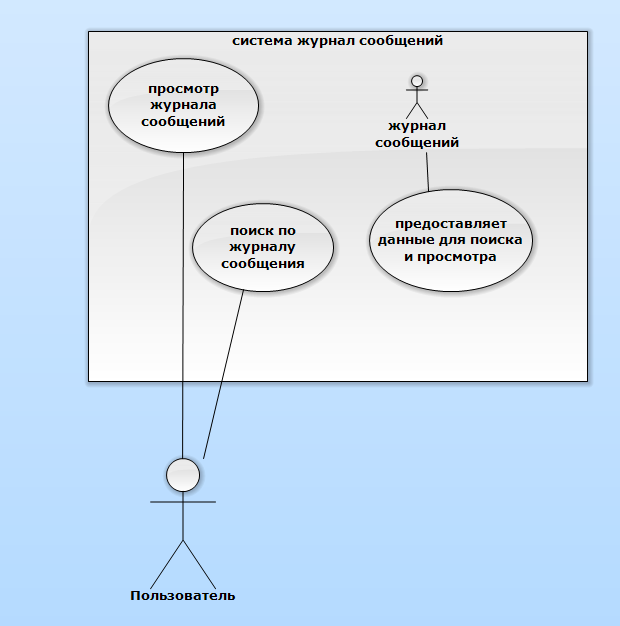 система журнал сообщений
просмотр
журнала
сообщений
журнал
сообщений
поиск по
журналу
сообщения
предоставляет
данные для поиска
и просмотра
Пользователь